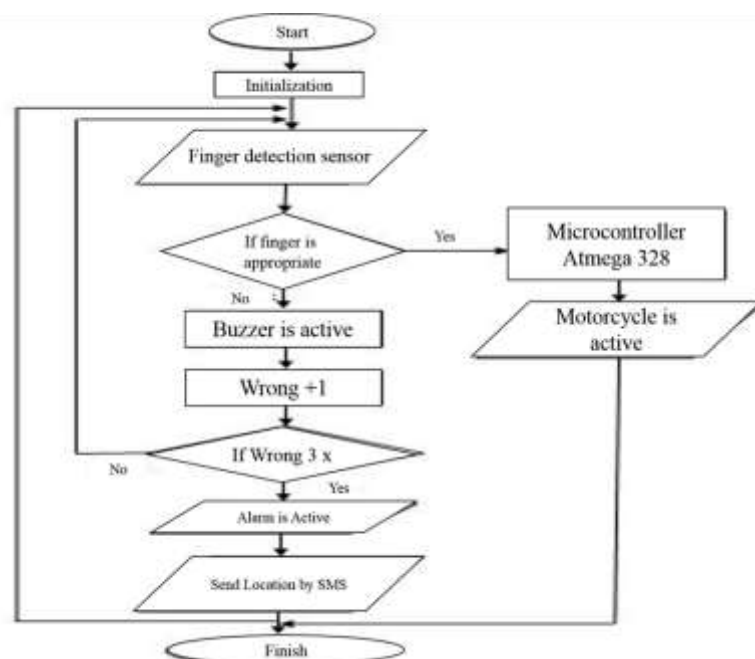 Start
Initialization
Finger detection sensor
If finger is
appropriate
Yes
Microcontroller
Atmega 328
No
Motorcycle is
active
Buzzer is active
Wrong +1
If Wrong 3 x
No
Yes
Alarm is Active
Send Location by SMS
Finish